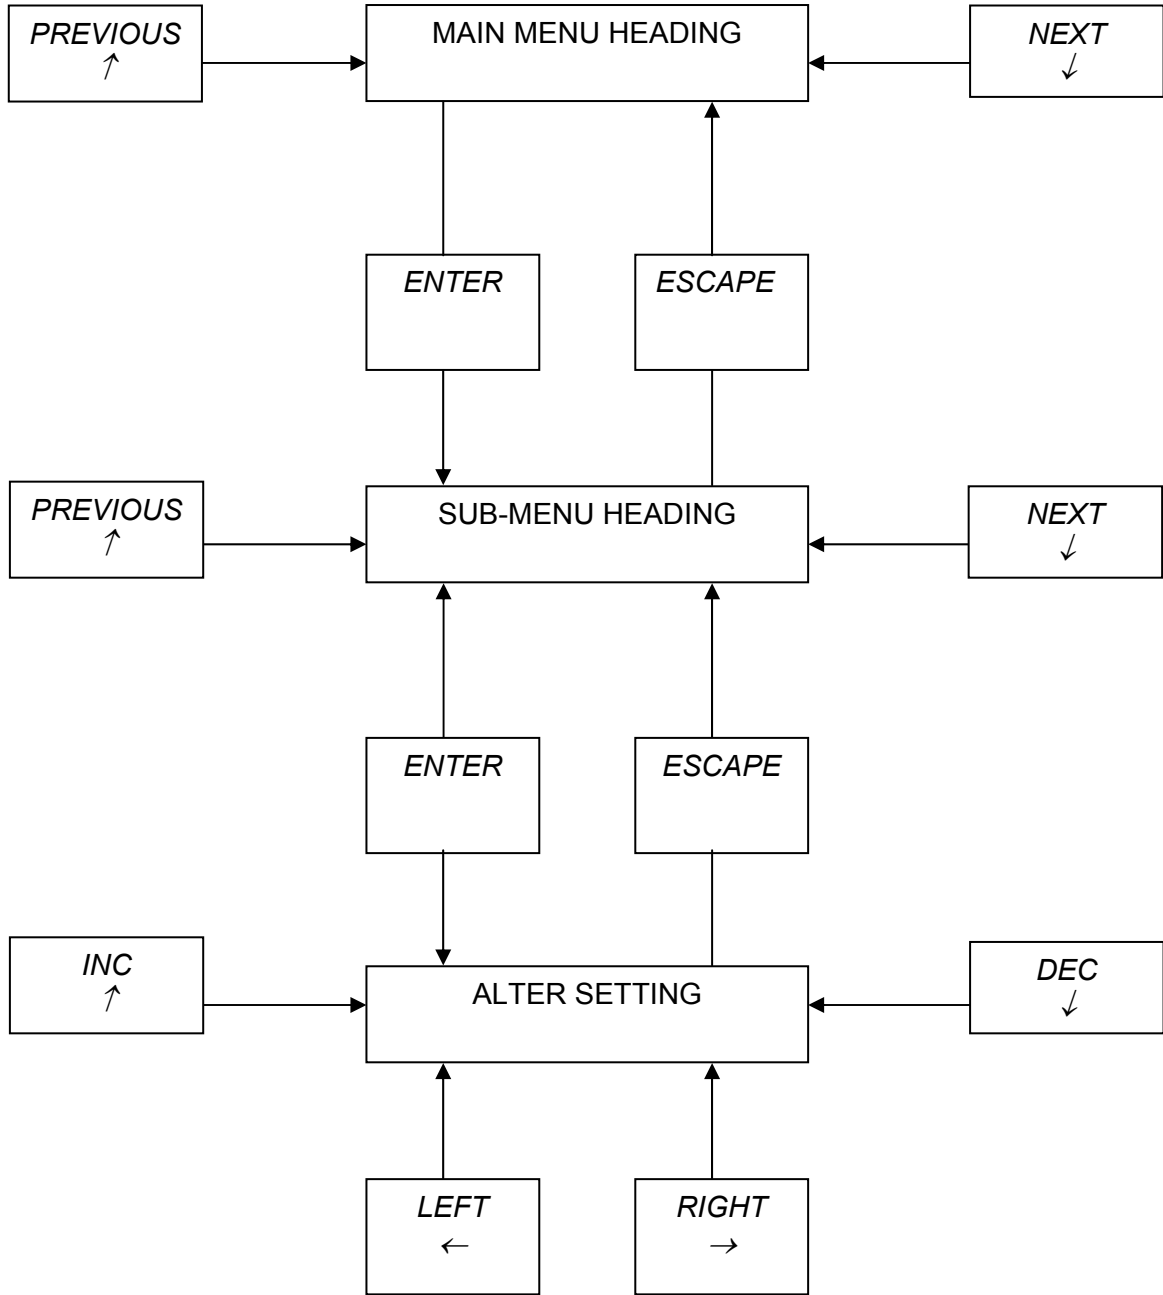 PREVIOUS
↑
MAIN MENU HEADING
NEXT
↓
ENTER
ESCAPE
PREVIOUS
↑
SUB-MENU HEADING
NEXT
↓
ENTER
ESCAPE
INC
↑
ALTER SETTING
DEC
↓
LEFT
←
RIGHT
→